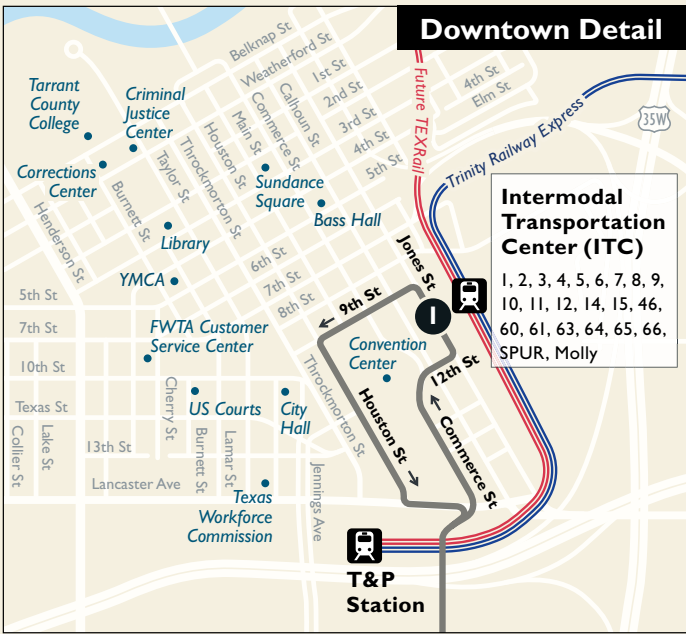 Downtown Detail
Belknap St
Weatherford St
1st St
2nd St
3rd St
4th St
5th St
4th St
Elm St
Future TEXRail
Trinity Railway Express
35W
Tarrant
County
College
Criminal
Justice
Center
Corrections
Center
Calhoun St
Commerce St
Main St
Houston St
Throckmorton St
Taylor St
Burnett St
Henderson St
Sundance
Square
Bass Hall
Library
YMCA
Intermodal
Transportation
Center (ITC)
1, 2, 3, 4, 5, 6, 7, 8, 9,
10, 11, 12, 14, 15, 46,
60, 61, 63, 64, 65, 66,
SPUR, Molly
Jones St
6th St
7th St
8th St
9th St
1
5th St
7th St
10th St
Texas St
13th St
Lancaster Ave
FWTA Customer
Service Center
Convention
Center
12th St
Throckmorton St
Houston St
Commerce St
US Courts
City
Hall
Cherry St
Burnett St
Lamar St
Collier St
Lake St
Jennings Ave
Texas
Workforce
Commission
T&P
Station